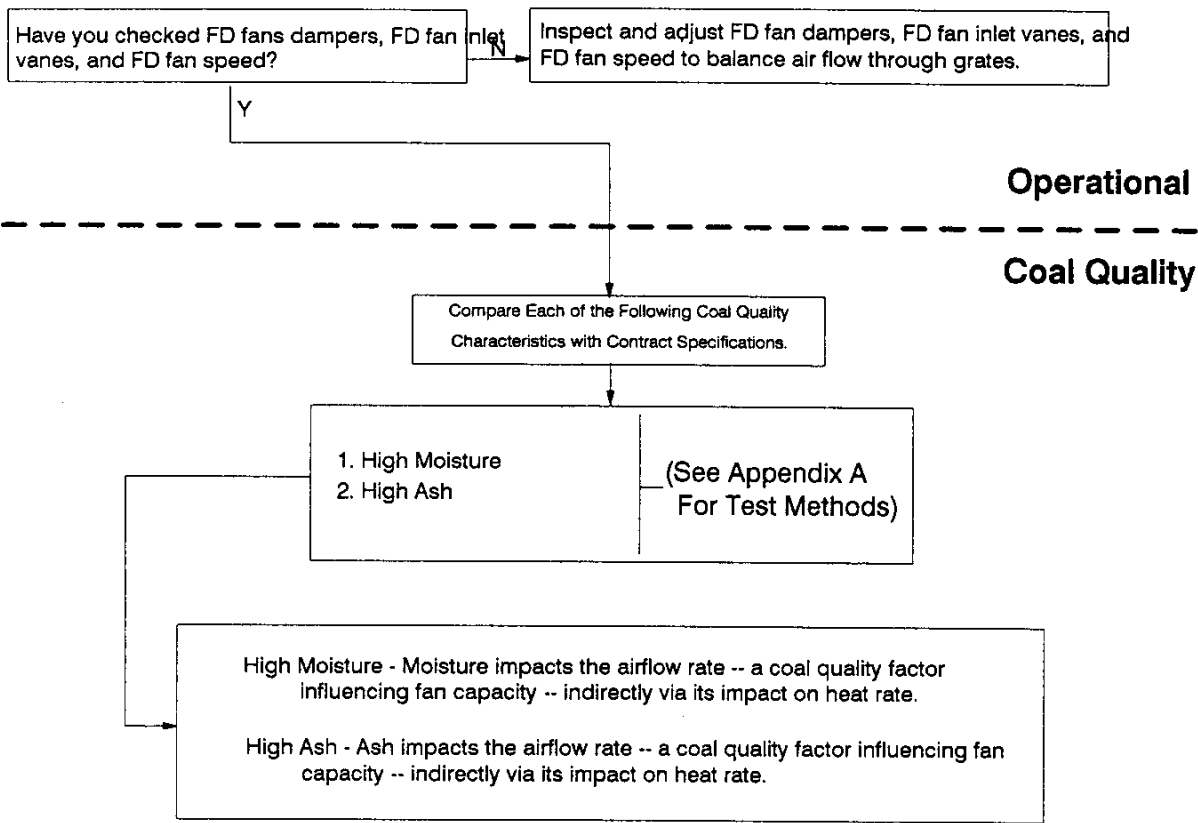 Have you checked FD fans dampers, FD fan inlet
vanes, and FD fan speed?
N
Inspect and adjust FD fan dampers, FD fan inlet vanes, and
FD fan speed to balance air flow through grates.
Y
Operational
Coal Quality
Compare Each of the Following Coal Quality
Characteristics with Contract Specifications.
1. High Moisture
2. High Ash
(See Appendix A
For Test Methods)
High Moisture - Moisture impacts the airflow rate -- a coal quality factor
influencing fan capacity -- indirectly via its impact on heat rate.
High Ash - Ash impacts the airflow rate -- a coal quality factor influencing fan
capacity -- indirectly via its impact on heat rate.